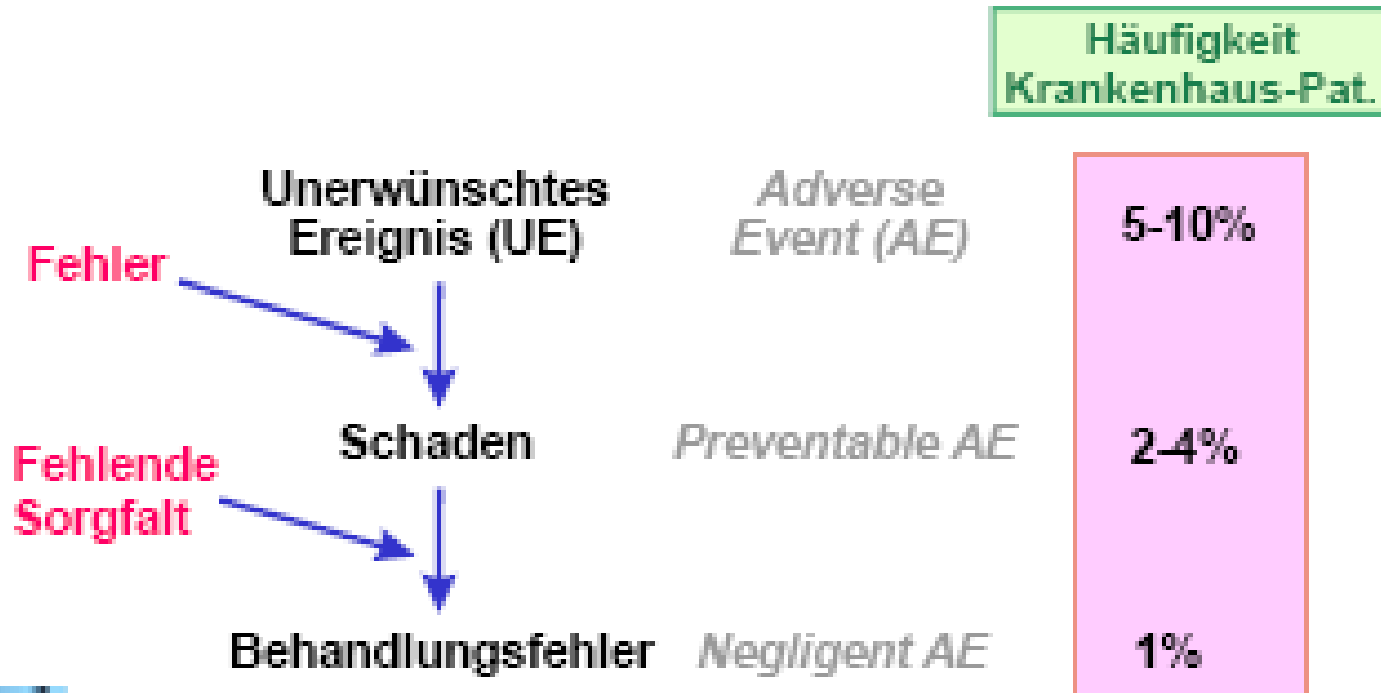 Häufigkeit
Krankenhaus-Pat.
Unerwünschtes
Ereignis (UE)
Adverse
Event (AE)
5-10%
Fehler
Schaden
Preventable AE
2-4%
Fehlende
Sorgfalt
Behandlungsfehler
Negligent AE
1%